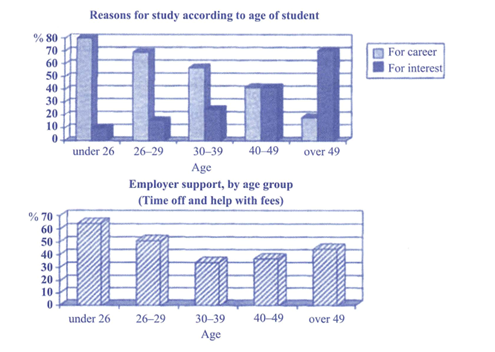 Reasons for study according to age of student
% 80
70
60
50
40
30
20
10
0
under 26 26–29 30–39 40–49 over 49
Age
For career
For interest
Employer support, by age group
(Time off and help with fees)
% 70
60
50
40
30
20
10
0
under 26 26–29 30–39 40–49 over 49
Age